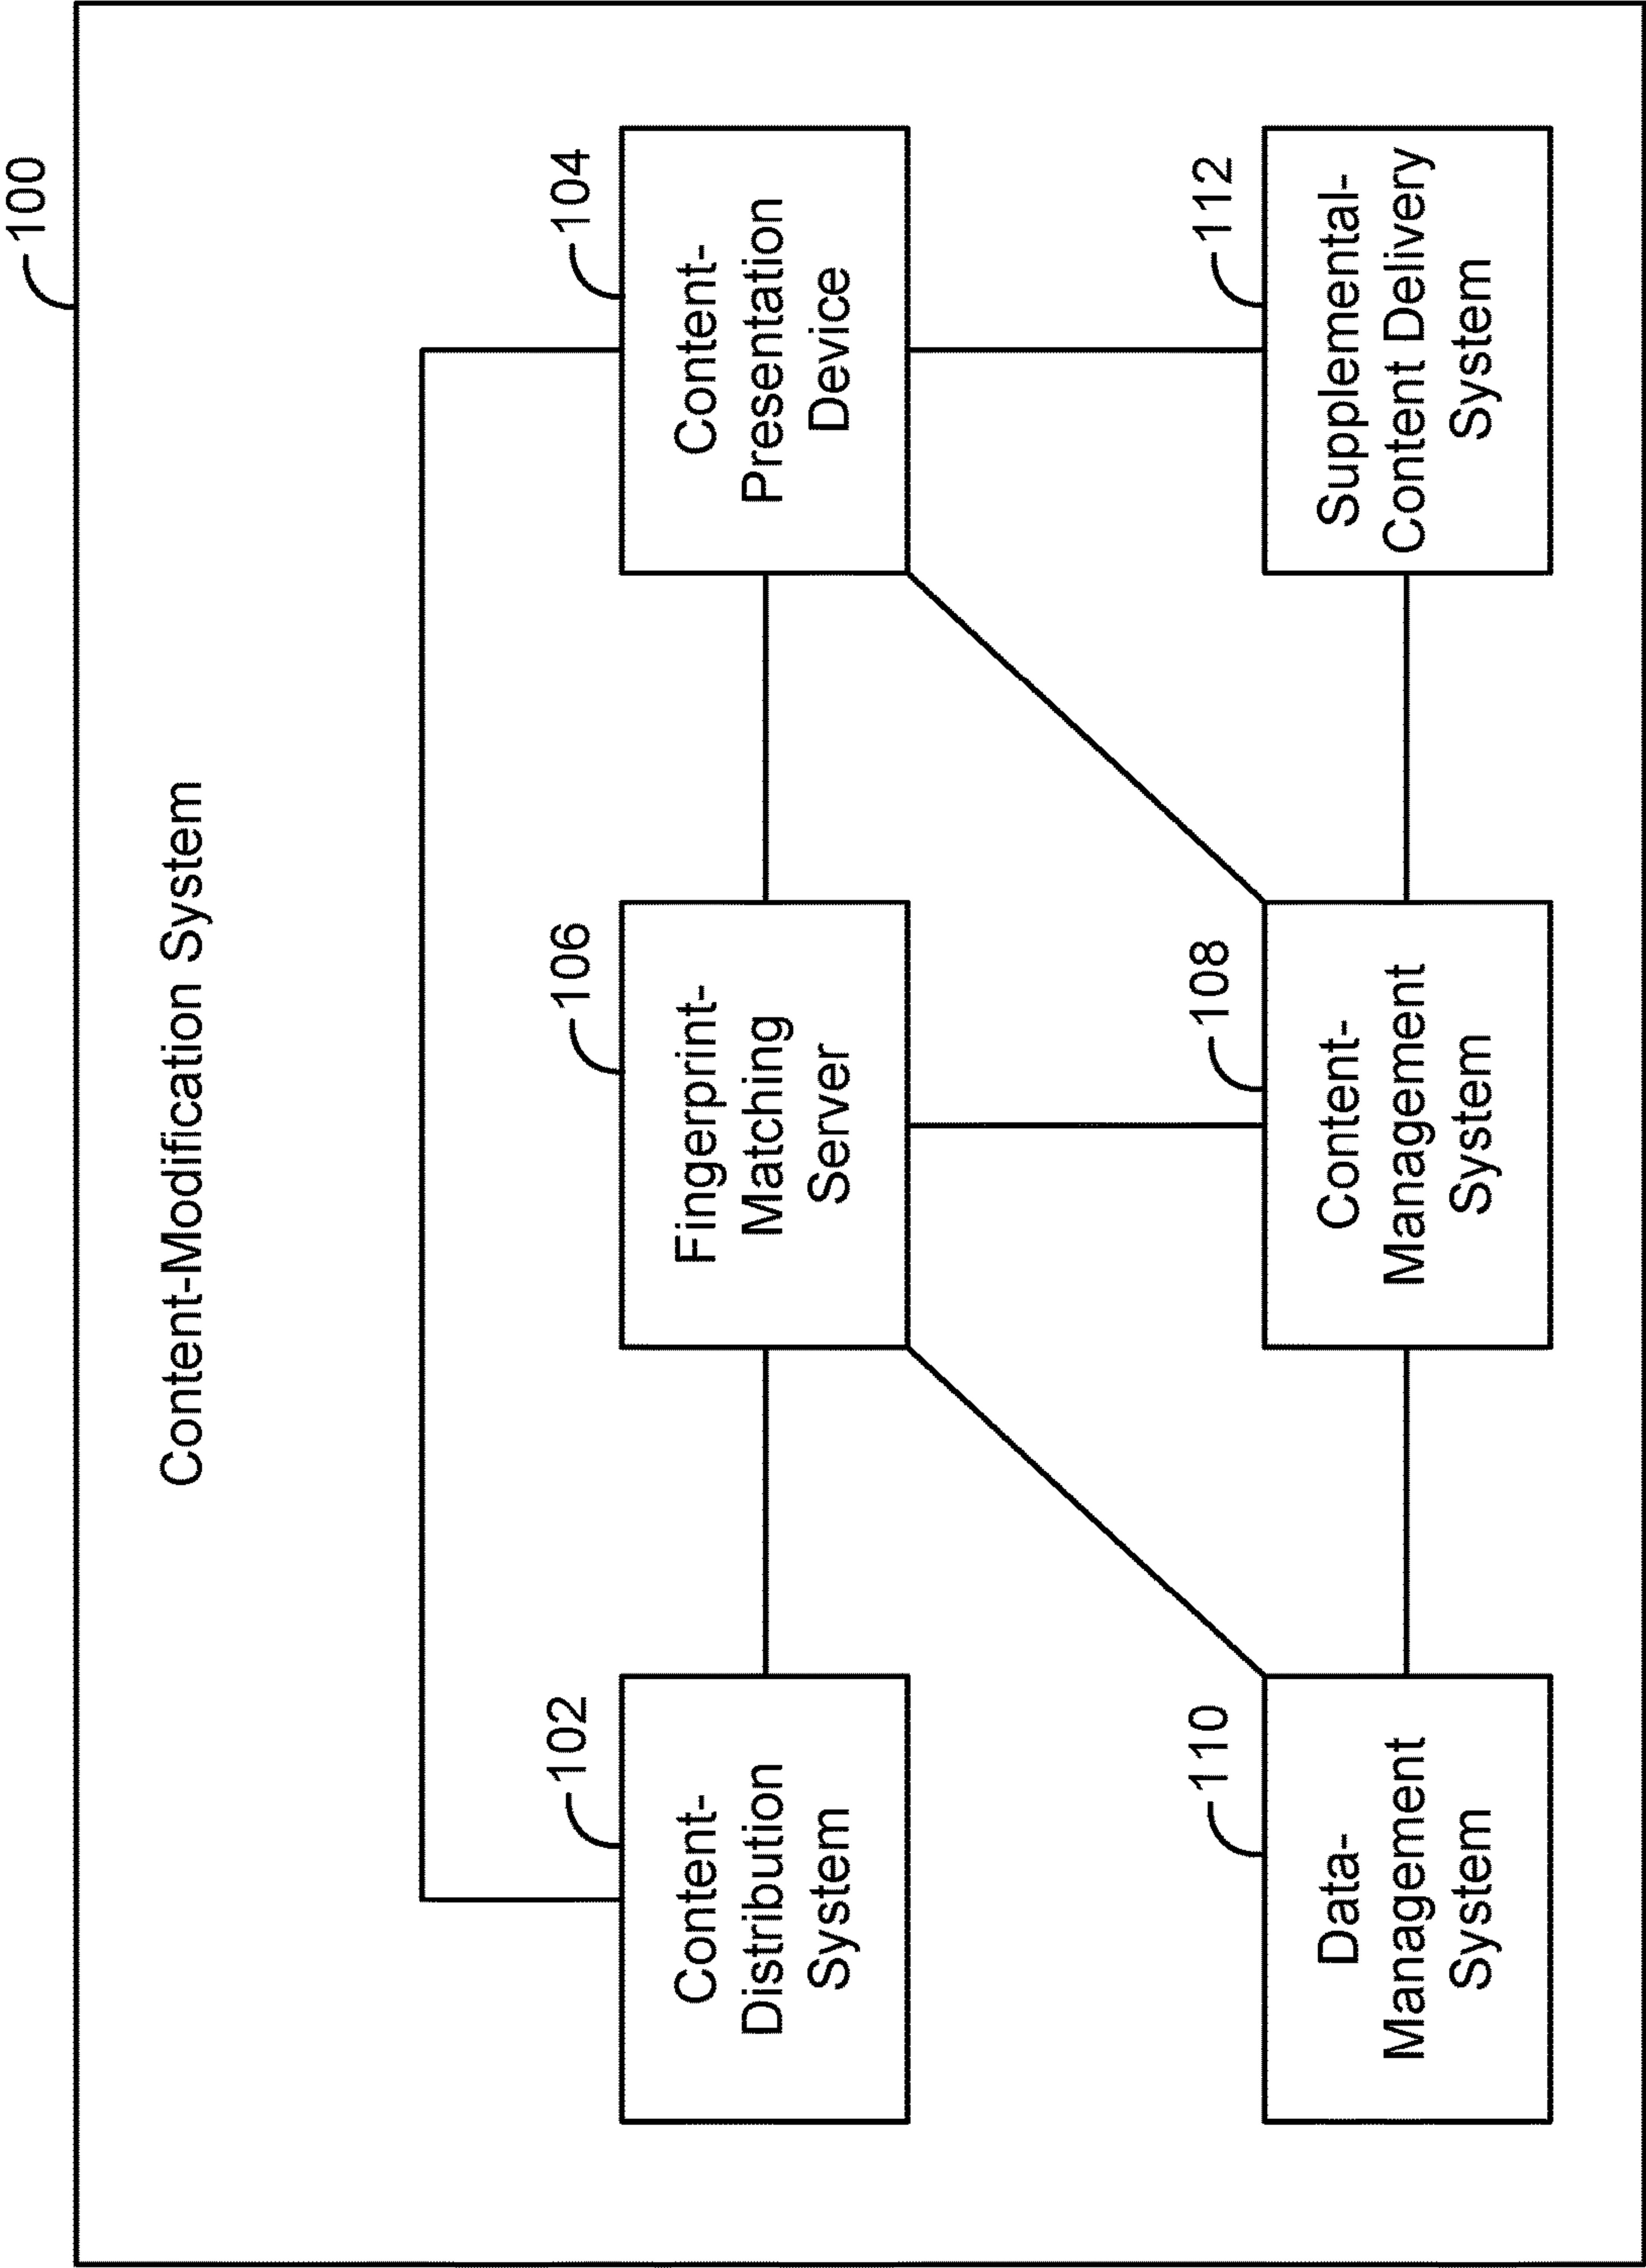 100
Content-Modification System
102
Content-
Distribution
System
106
Fingerprint-
Matching
Server
104
Content-
Presentation
Device
110
Data-
Management
System
108
Content-
Management
System
112
Supplemental-
Content Delivery
System